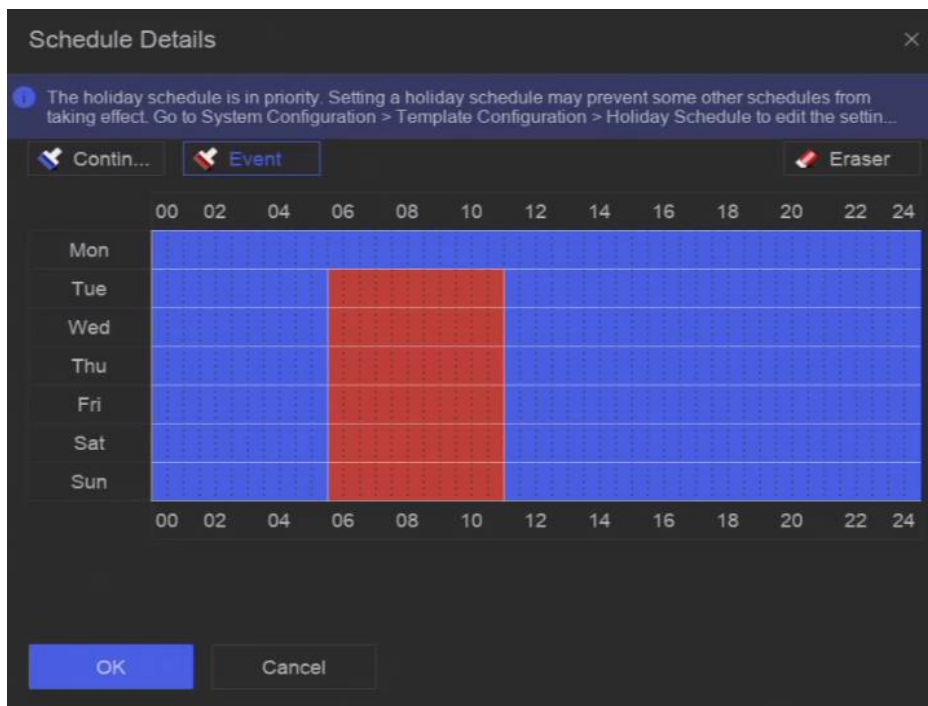 Schedule Details
The holiday schedule is in priority. Setting a holiday schedule may prevent some other schedules from
taking effect. Go to System Configuration > Template Configuration > Holiday Schedule to edit the settin...
Contin... Event Eraser
00 02 04 06 08 10 12 14 16 18 20 22 24
Mon
Tue
Wed
Thu
Fri
Sat
Sun
00 02 04 06 08 10 12 14 16 18 20 22 24
OK Cancel